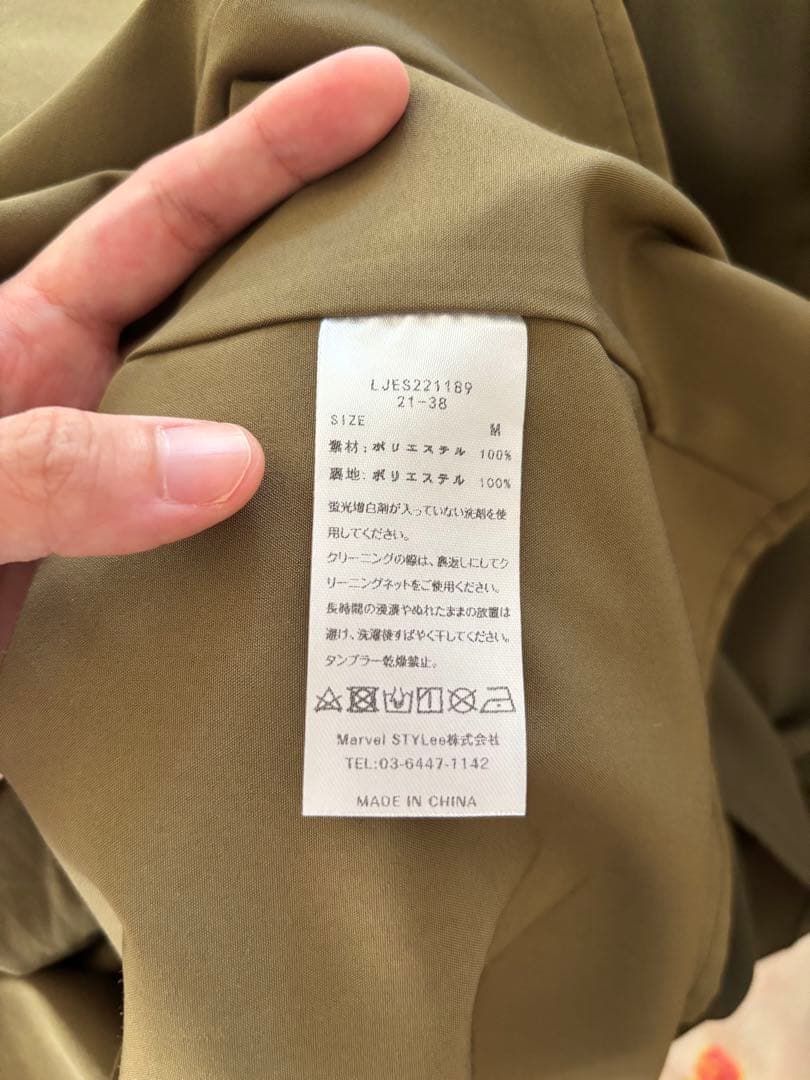 LJES221189
21-38
SIZE M
素材:ポリエステル 100%
裏地:ポリエステル 100%
蛍光増白剤が入っていない洗剤を使
用してください。
クリーニングの際は、裏返しにしてク
リーニングネットをご使用ください。
長時間の浸漬やぬれたままの放置は
避け、洗濯後すばやく干してください。
タンブラー乾燥禁止。
Marvel STYLee株式会社
TEL:03-6447-1142
MADE IN CHINA